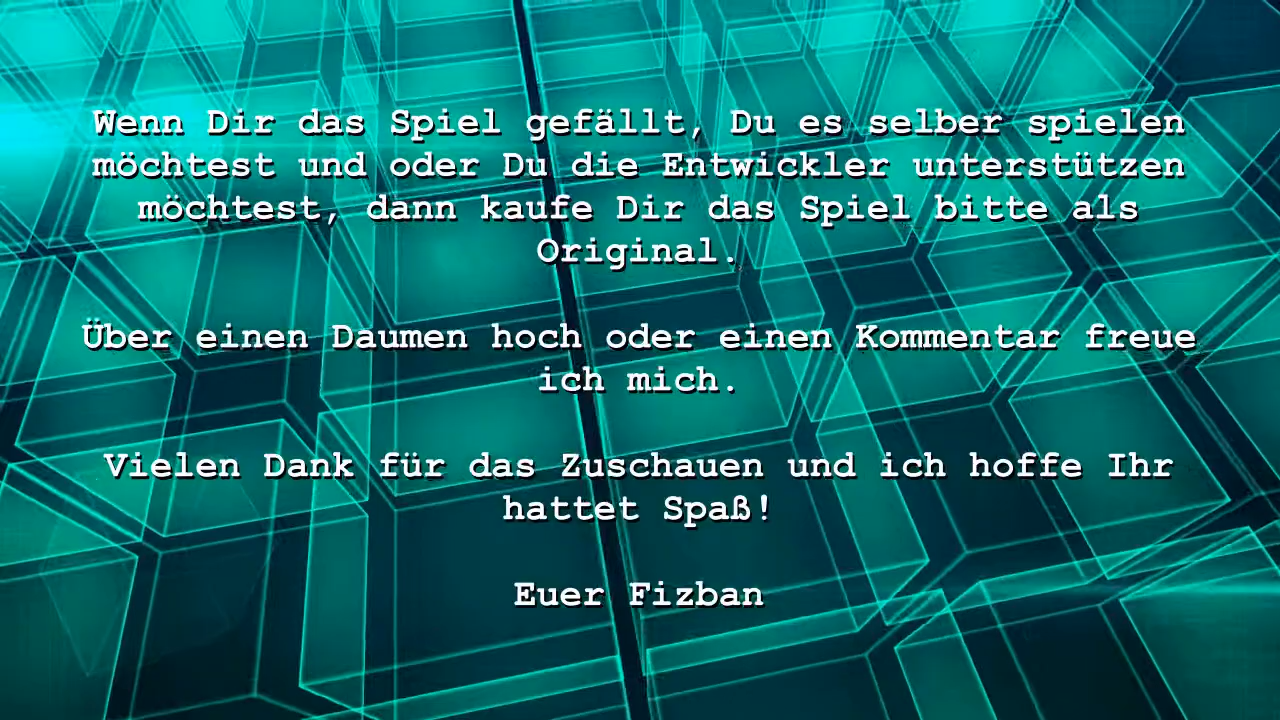 Wenn Dir das Spiel gefällt, Du es selber spielen
möchtest und oder Du die Entwickler unterstützen
möchtest, dann kaufe Dir das Spiel bitte als
Original.
Über einen Daumen hoch oder einen Kommentar freue
ich mich.
Vielen Dank für das Zuschauen und ich hoffe Ihr
hattet Spaß!
Euer Fizban